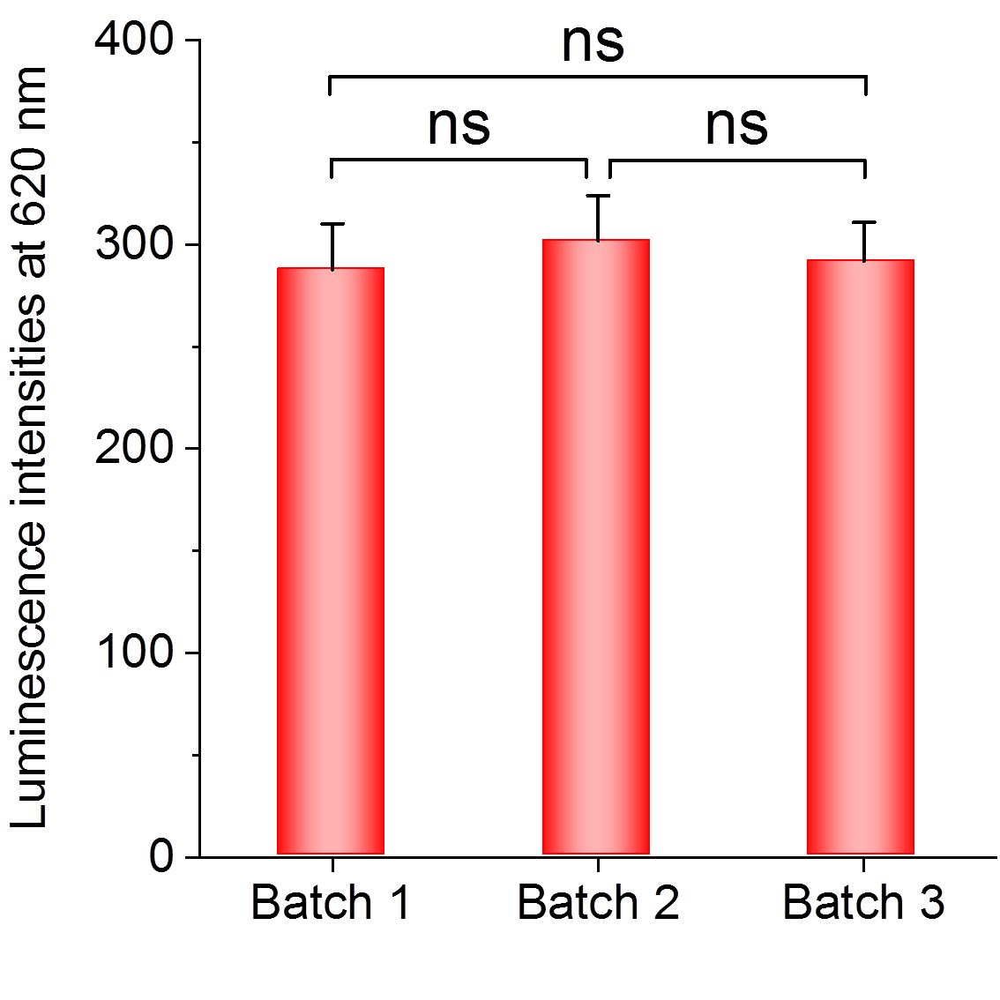 Luminescence intensities at 620 nm
400
300
200
100
0
ns
ns ns
Batch 1 Batch 2 Batch 3